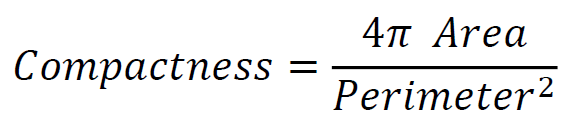 Compactness = 4π Area / Perimeter²